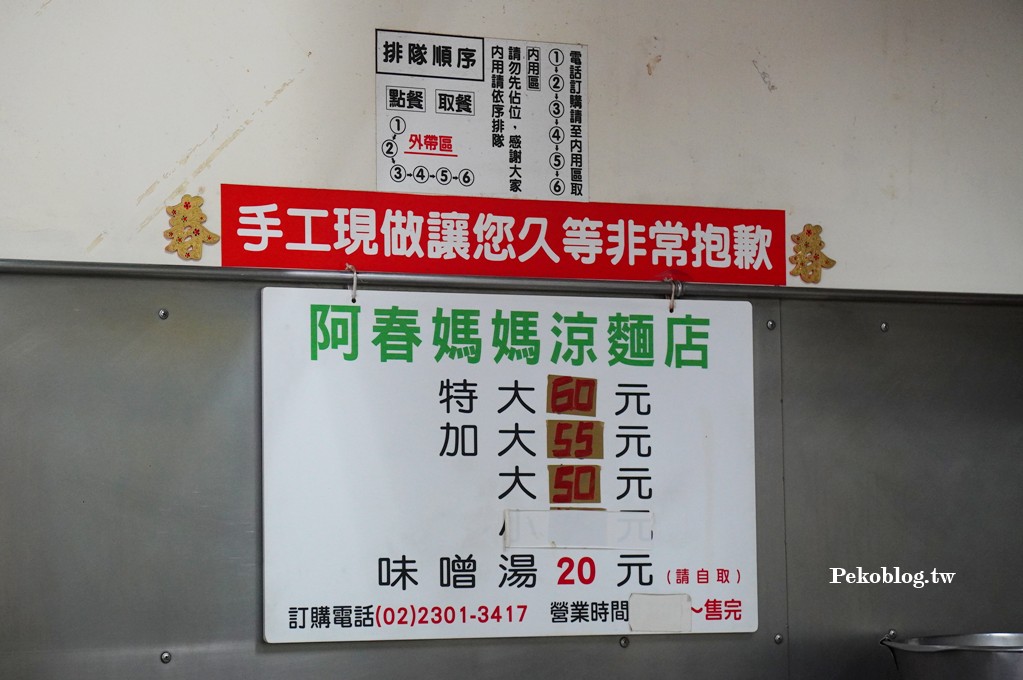 排隊順序
點餐 取餐
①
②
外帶區
③→④→⑤→⑥
電話訂購請至內用區取
①→②→③→④→⑤→⑥
內用區
請勿先佔位，感謝大家
內用請依序排隊
手工現做讓您久等非常抱歉
阿春媽媽涼麵店
特大60元
加大55元
大50元
味噌湯20元(請自取)
訂購電話(02)2301-3417 營業時間 ～售完
Pekoblog.tw